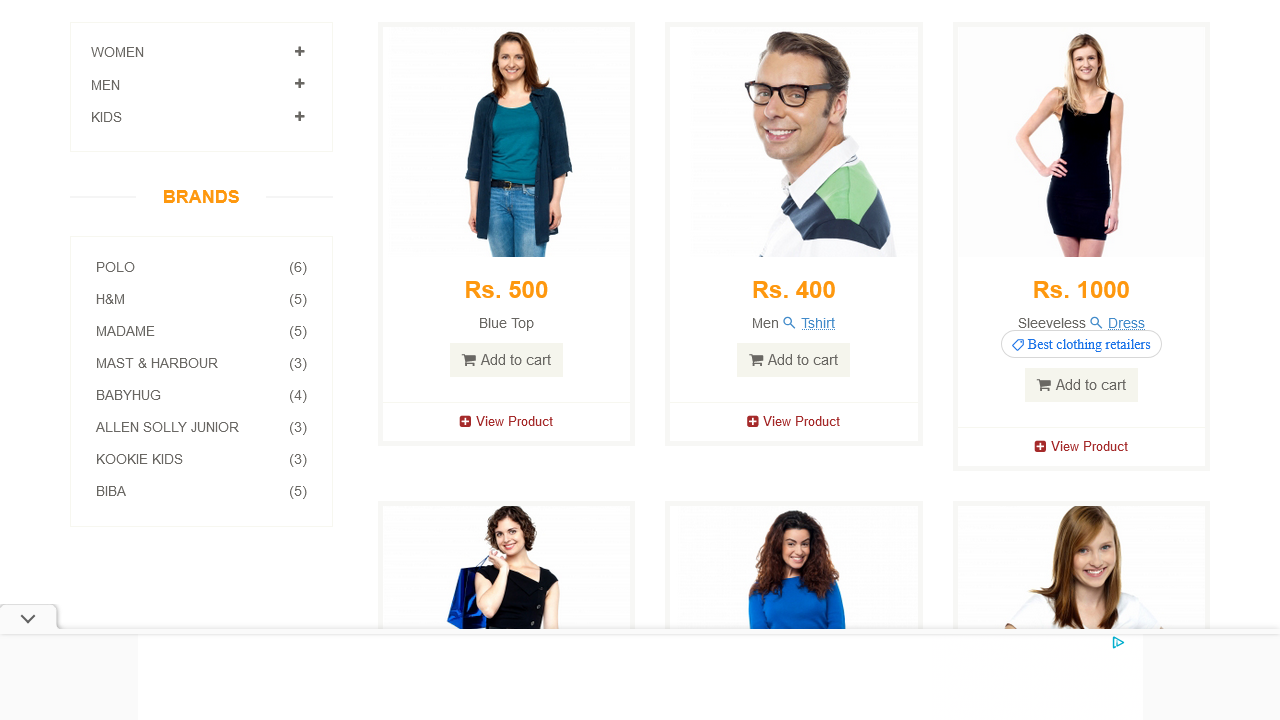 WOMEN
MEN
KIDS
BRANDS
POLO (6)
H&M (5)
MADAME (5)
MAST & HARBOUR (3)
BABYHUG (4)
ALLEN SOLLY JUNIOR (3)
KOOKIE KIDS (3)
BIBA (5)
Rs. 500
Blue Top
Add to cart
View Product
Rs. 400
Men Tshirt
Add to cart
View Product
Rs. 1000
Sleeveless Dress
Best clothing retailers
Add to cart
View Product